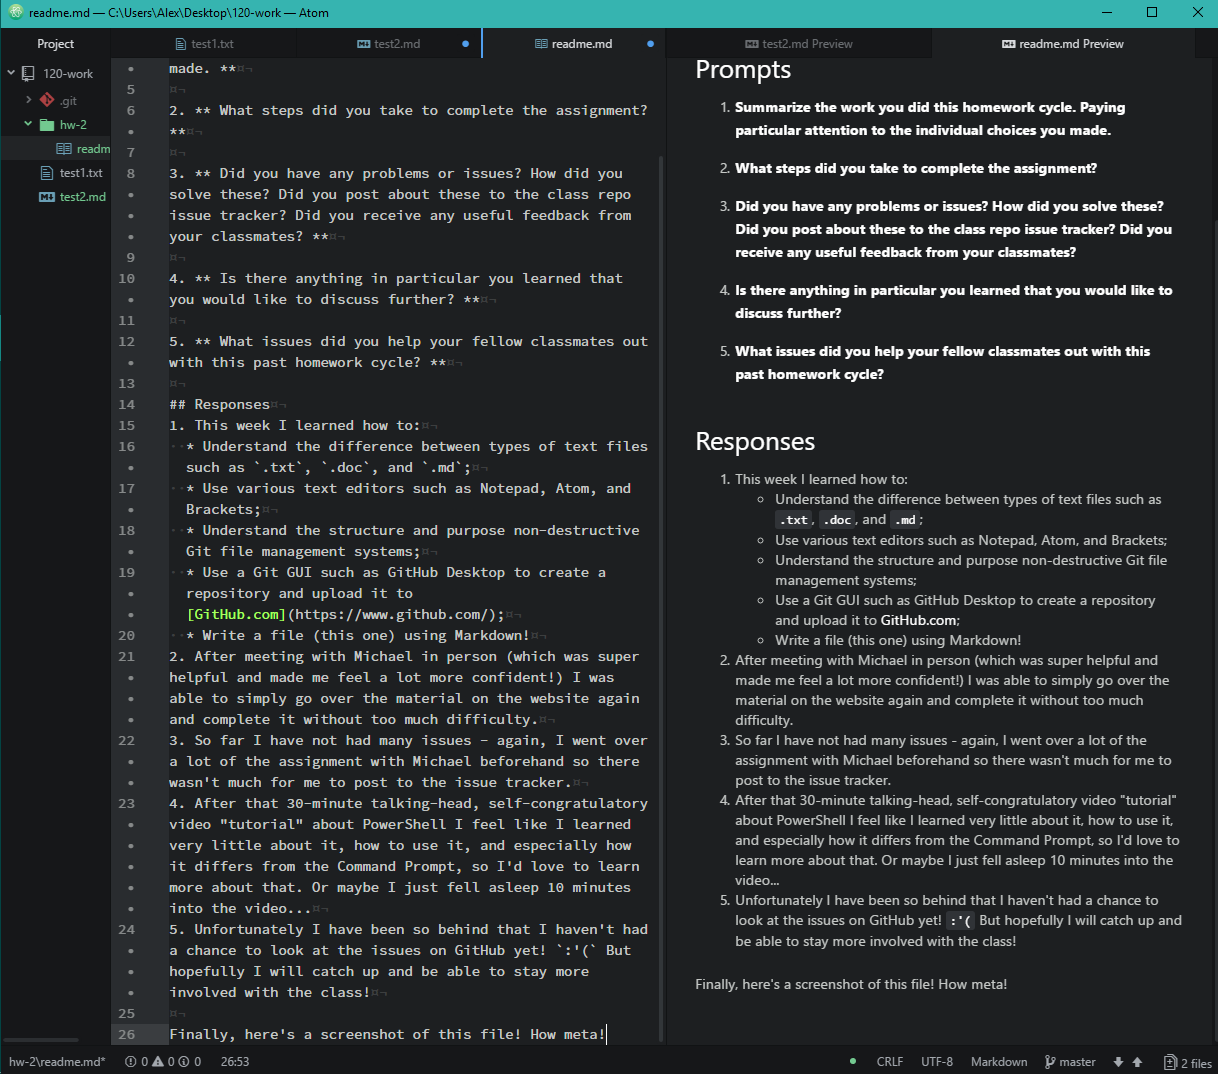 readme.md — C:\Users\Alex\Desktop\120-work — Atom
Project
test1.txt
test2.md
readme.md
test2.md Preview
readme.md Preview
120-work
.git
hw-2
readm
test1.txt
test2.md
made. **
5
6 2. ** What steps did you take to complete the assignment?
**
7
8 3. ** Did you have any problems or issues? How did you
solve these? Did you post about these to the class repo
issue tracker? Did you receive any useful feedback from
your classmates? **
9
10 4. ** Is there anything in particular you learned that
you would like to discuss further? **
11
12 5. ** What issues did you help your fellow classmates out
with this past homework cycle? **
13
14 ## Responses
15 1. This week I learned how to:
16 * Understand the difference between types of text files
such as `.txt`, `.doc`, and `.md`;
17 * Use various text editors such as Notepad, Atom, and
Brackets;
18 * Understand the structure and purpose non-destructive
Git file management systems;
19 * Use a Git GUI such as GitHub Desktop to create a
repository and upload it to
[GitHub.com](https://www.github.com/);
20 * Write a file (this one) using Markdown!
21 2. After meeting with Michael in person (which was super
helpful and made me feel a lot more confident!) I was
able to simply go over the material on the website again
and complete it without too much difficulty.
22 3. So far I have not had many issues - again, I went over
a lot of the assignment with Michael beforehand so there
wasn't much for me to post to the issue tracker.
23 4. After that 30-minute talking-head, self-congratulatory
video "tutorial" about PowerShell I feel like I learned
very little about it, how to use it, and especially how
it differs from the Command Prompt, so I'd love to learn
more about that. Or maybe I just fell asleep 10 minutes
into the video...
24 5. Unfortunately I have been so behind that I haven't had
a chance to look at the issues on GitHub yet! `:'(` But
hopefully I will catch up and be able to stay more
involved with the class!
25
26 Finally, here's a screenshot of this file! How meta!
Prompts
1. Summarize the work you did this homework cycle. Paying
particular attention to the individual choices you made.
2. What steps did you take to complete the assignment?
3. Did you have any problems or issues? How did you solve these?
Did you post about these to the class repo issue tracker? Did you
receive any useful feedback from your classmates?
4. Is there anything in particular you learned that you would like to
discuss further?
5. What issues did you help your fellow classmates out with this
past homework cycle?
Responses
1. This week I learned how to:
Understand the difference between types of text files such as
.txt, .doc, and .md;
Use various text editors such as Notepad, Atom, and Brackets;
Understand the structure and purpose non-destructive Git file
management systems;
Use a Git GUI such as GitHub Desktop to create a repository
and upload it to GitHub.com;
Write a file (this one) using Markdown!
2. After meeting with Michael in person (which was super helpful and
made me feel a lot more confident!) I was able to simply go over the
material on the website again and complete it without too much
difficulty.
3. So far I have not had many issues - again, I went over a lot of the
assignment with Michael beforehand so there wasn't much for me to
post to the issue tracker.
4. After that 30-minute talking-head, self-congratulatory video "tutorial"
about PowerShell I feel like I learned very little about it, how to use it,
and especially how it differs from the Command Prompt, so I'd love to
learn more about that. Or maybe I just fell asleep 10 minutes into the
video...
5. Unfortunately I have been so behind that I haven't had a chance to
look at the issues on GitHub yet! :'( But hopefully I will catch up and
be able to stay more involved with the class!
Finally, here's a screenshot of this file! How meta!
hw-2\readme.md* 0 0 0 26:53
CRLF UTF-8 Markdown master 2 files